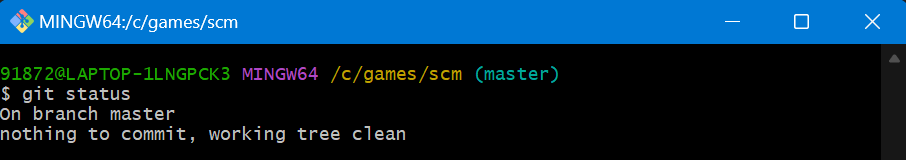 MINGW64:/c/games/scm
91872@LAPTOP-1LNGPCK3 MINGW64 /c/games/scm (master)
$ git status
On branch master
nothing to commit, working tree clean